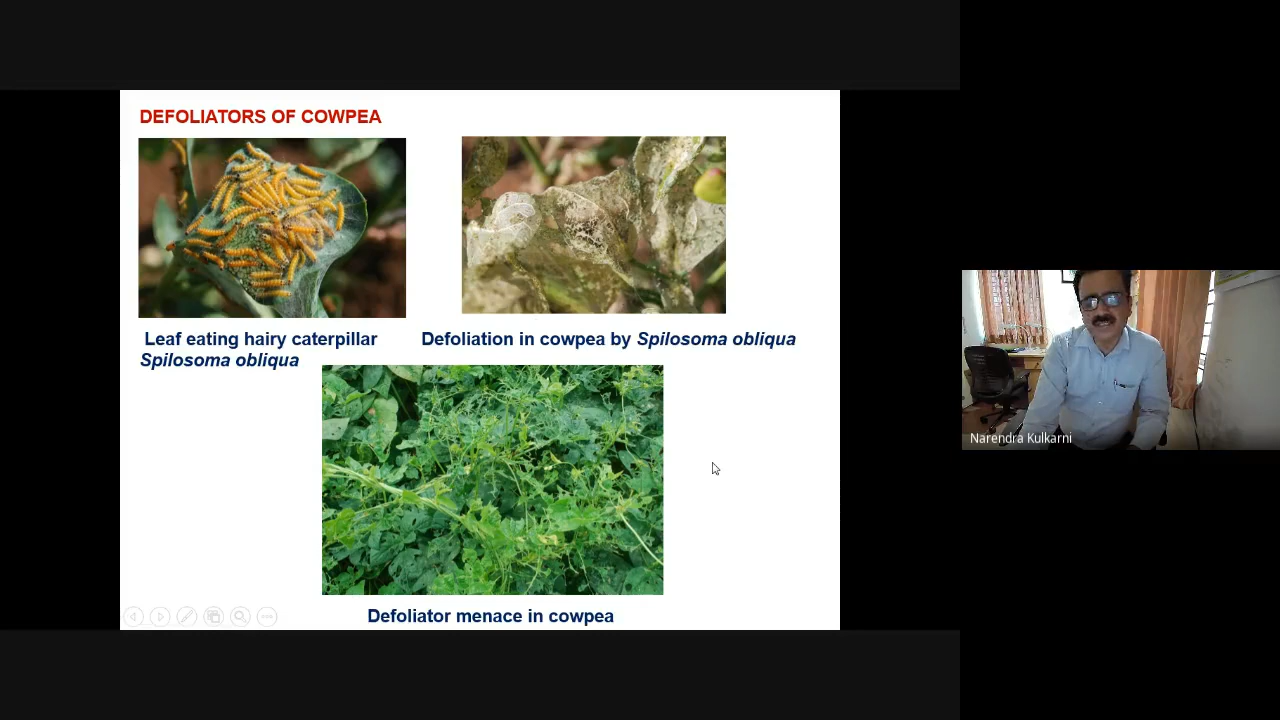 DEFOLIATORS OF COWPEA
Leaf eating hairy caterpillar
Spilosoma obliqua
Defoliation in cowpea by Spilosoma obliqua
Defoliator menace in cowpea
Narendra Kulkarni